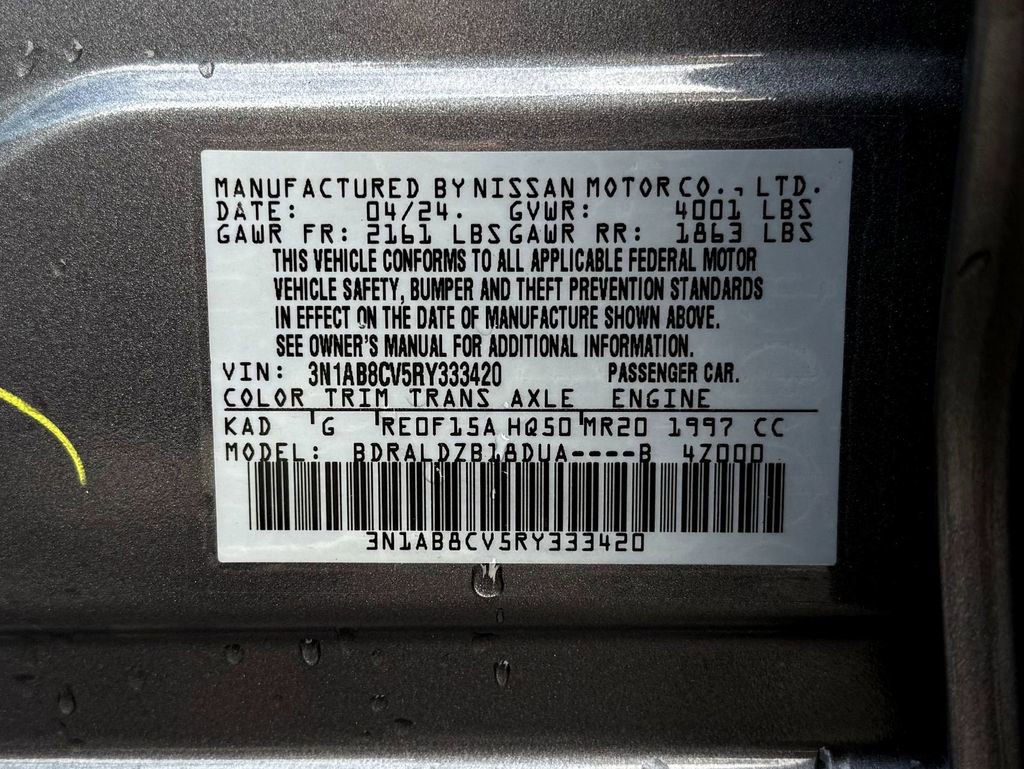 MANUFACTURED BY NISSAN MOTOR CO., LTD.
DATE: 04/24. GVWR: 4001 LBS
GAWR FR: 2161 LBS GAWR RR: 1863 LBS
THIS VEHICLE CONFORMS TO ALL APPLICABLE FEDERAL MOTOR
VEHICLE SAFETY, BUMPER AND THEFT PREVENTION STANDARDS
IN EFFECT ON THE DATE OF MANUFACTURE SHOWN ABOVE.
SEE OWNER'S MANUAL FOR ADDITIONAL INFORMATION.
VIN: 3N1AB8CV5RY333420 PASSENGER CAR.
COLOR TRIM TRANS AXLE ENGINE
KAD G RE0F15A HQ50 MR20 1997 CC
MODEL: BDRALDZB18DUA----B 4Z000
3N1AB8CV5RY333420